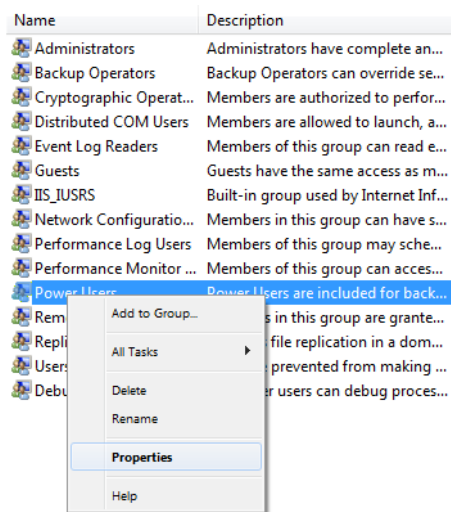 Name Description
Administrators Administrators have complete an...
Backup Operators Backup Operators can override se...
Cryptographic Operat... Members are authorized to perfor...
Distributed COM Users Members are allowed to launch, a...
Event Log Readers Members of this group can read e...
Guests Guests have the same access as m...
IIS_IUSRS Built-in group used by Internet Inf...
Network Configuratio... Members in this group can have s...
Performance Log Users Members of this group may sche...
Performance Monitor ... Members of this group can acces...
Power Users Power Users are included for back...
Rem s in this group are grante...
Repli file replication in a dom...
Users prevented from making ...
Debu r users can debug proces...
Add to Group...
All Tasks
Delete
Rename
Properties
Help